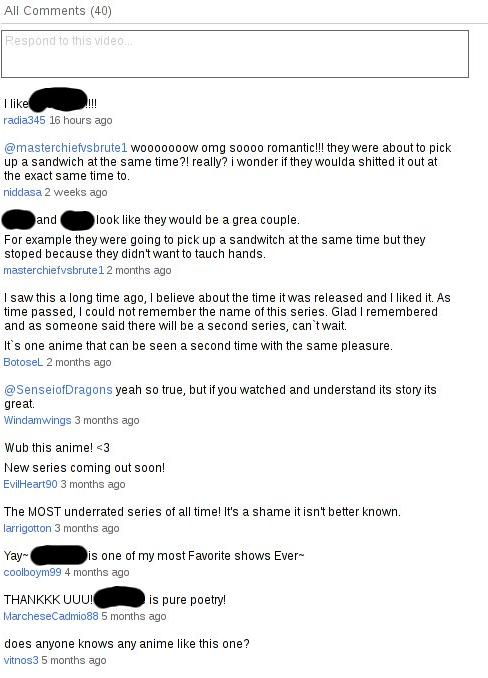 All Comments (40)
Respond to this video...
I like !!!!
radia345 16 hours ago
@masterchiefvsbrute1 wooooooow omg soooo romantic!!! they were about to pick
up a sandwich at the same time?! really? i wonder if they woulda shitted it out at
the exact same time to.
niddasa 2 weeks ago
and look like they would be a grea couple.
For example they were going to pick up a sandwitch at the same time but they
stoped because they didn't want to tauch hands.
masterchiefvsbrute1 2 months ago
I saw this a long time ago, I believe about the time it was released and I liked it. As
time passed, I could not remember the name of this series. Glad I remembered
and as someone said there will be a second series, can`t wait.
It`s one anime that can be seen a second time with the same pleasure.
BotoseL 2 months ago
@SenseiofDragons yeah so true, but if you watched and understand its story its
great.
Windamwings 3 months ago
Wub this anime! <3
New series coming out soon!
EvilHeart90 3 months ago
The MOST underrated series of all time! It's a shame it isn't better known.
larrigotton 3 months ago
Yay~ is one of my most Favorite shows Ever~
coolboym99 4 months ago
THANKKK UUU! is pure poetry!
MarcheseCadmio88 5 months ago
does anyone knows any anime like this one?
vitnos3 5 months ago